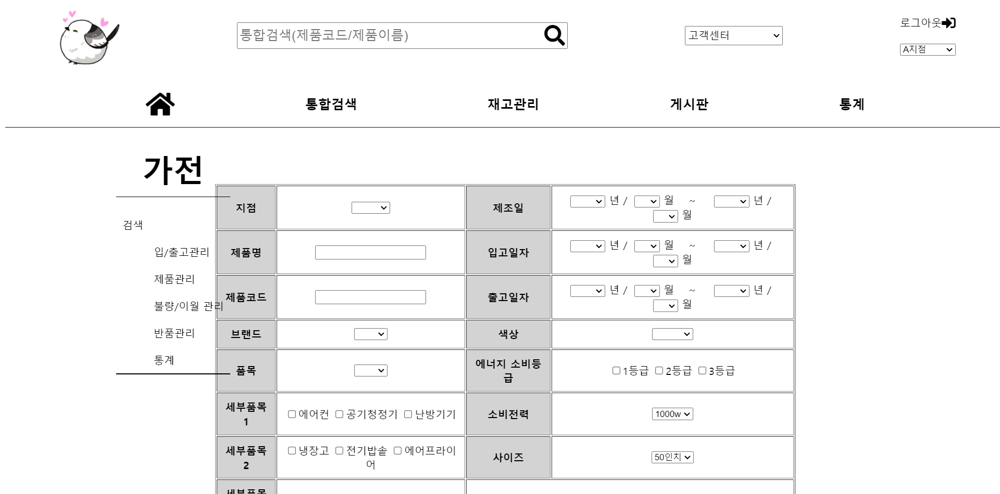 통합검색(제품코드/제품이름)
고객센터
로그아웃
A지점
통합검색
재고관리
게시판
통계
가전
검색
입/출고관리
제품관리
불량/이월 관리
반품관리
통계
지점
제조일
년 / 월 ~ 년 /
월
제품명
입고일자
년 / 월 ~ 년 /
월
제품코드
출고일자
년 / 월 ~ 년 /
월
브랜드
색상
품목
에너지 소비등
급
1등급 2등급 3등급
세부품목
1
에어컨 공기청정기 난방기기
소비전력
1000w
세부품목
2
냉장고 전기밥솥 에어프라이
어
사이즈
50인치
세부품목